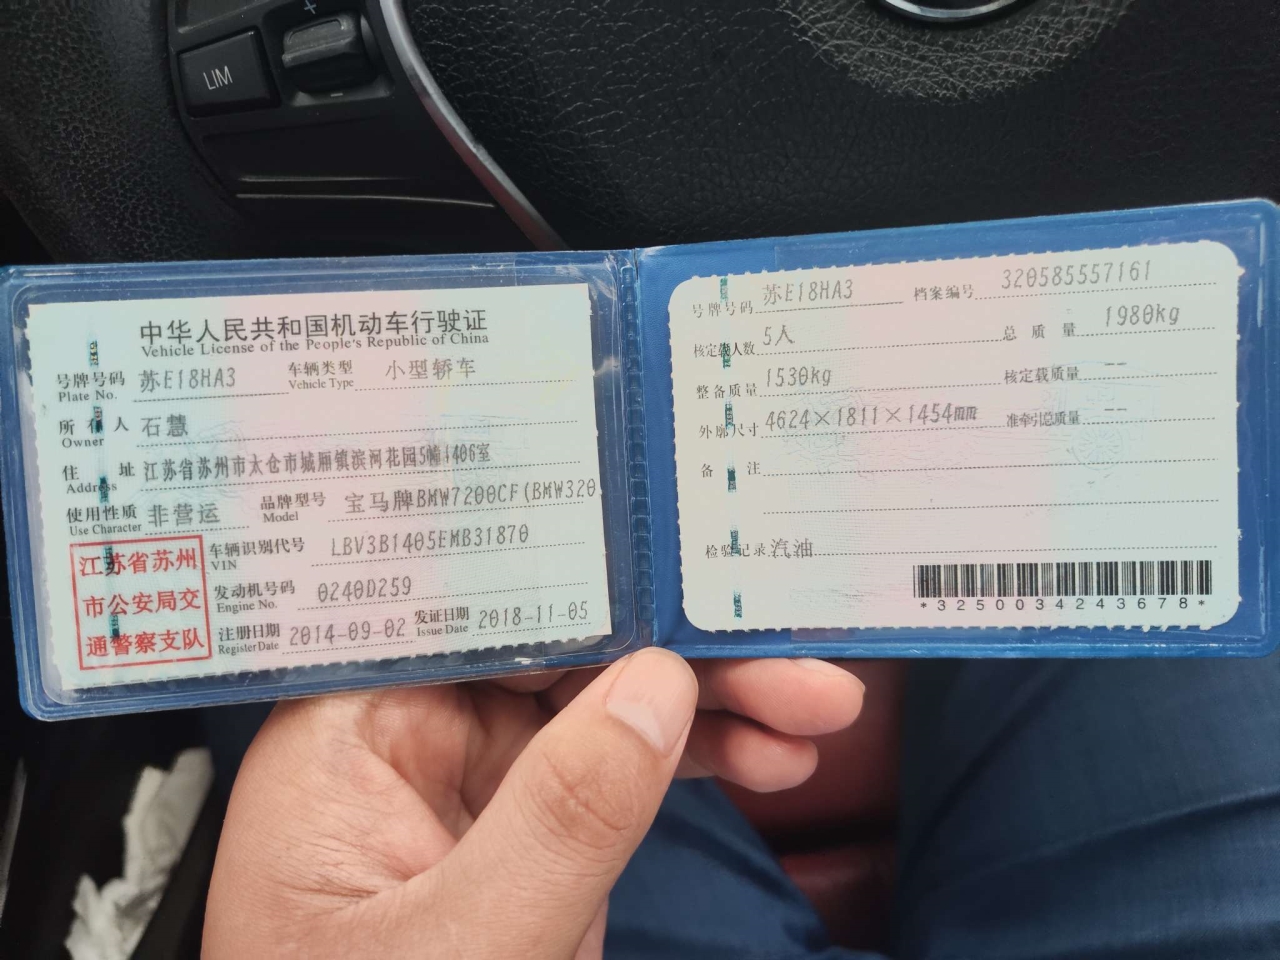 LIM
+
中华人民共和国机动车行驶证
Vehicle License of the People's Republic of China
号牌号码 苏E18HA3 车辆类型 小型轿车
Plate No. Vehicle Type
所有人 石慧
Owner
住址 江苏省苏州市太仓市城厢镇滨河花园5幢1406室
Address
使用性质 非营运 品牌型号 宝马牌BMW7200CF(BMW320
Use Character Model
车辆识别代号 LBV3B1405EMB31870
VIN
发动机号码 0240D259
Engine No.
注册日期 2014-09-02 发证日期 2018-11-05
Register Date Issue Date
江苏省苏州
市公安局交
通警察支队
号牌号码 苏E18HA3 档案编号 320585557161
核定载人数 5人 总质量 1980kg
整备质量 1530kg 核定载质量 --
外廓尺寸 4624×1811×1454mm 准牵引总质量 --
备注
检验记录 汽油
*3250034243678*